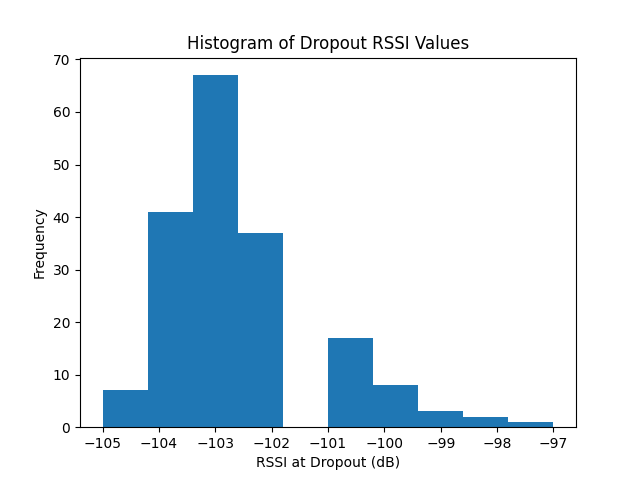 Histogram of Dropout RSSI Values
70
60
50
40
30
20
10
0
Frequency
−105 −104 −103 −102 −101 −100 −99 −98 −97
RSSI at Dropout (dB)